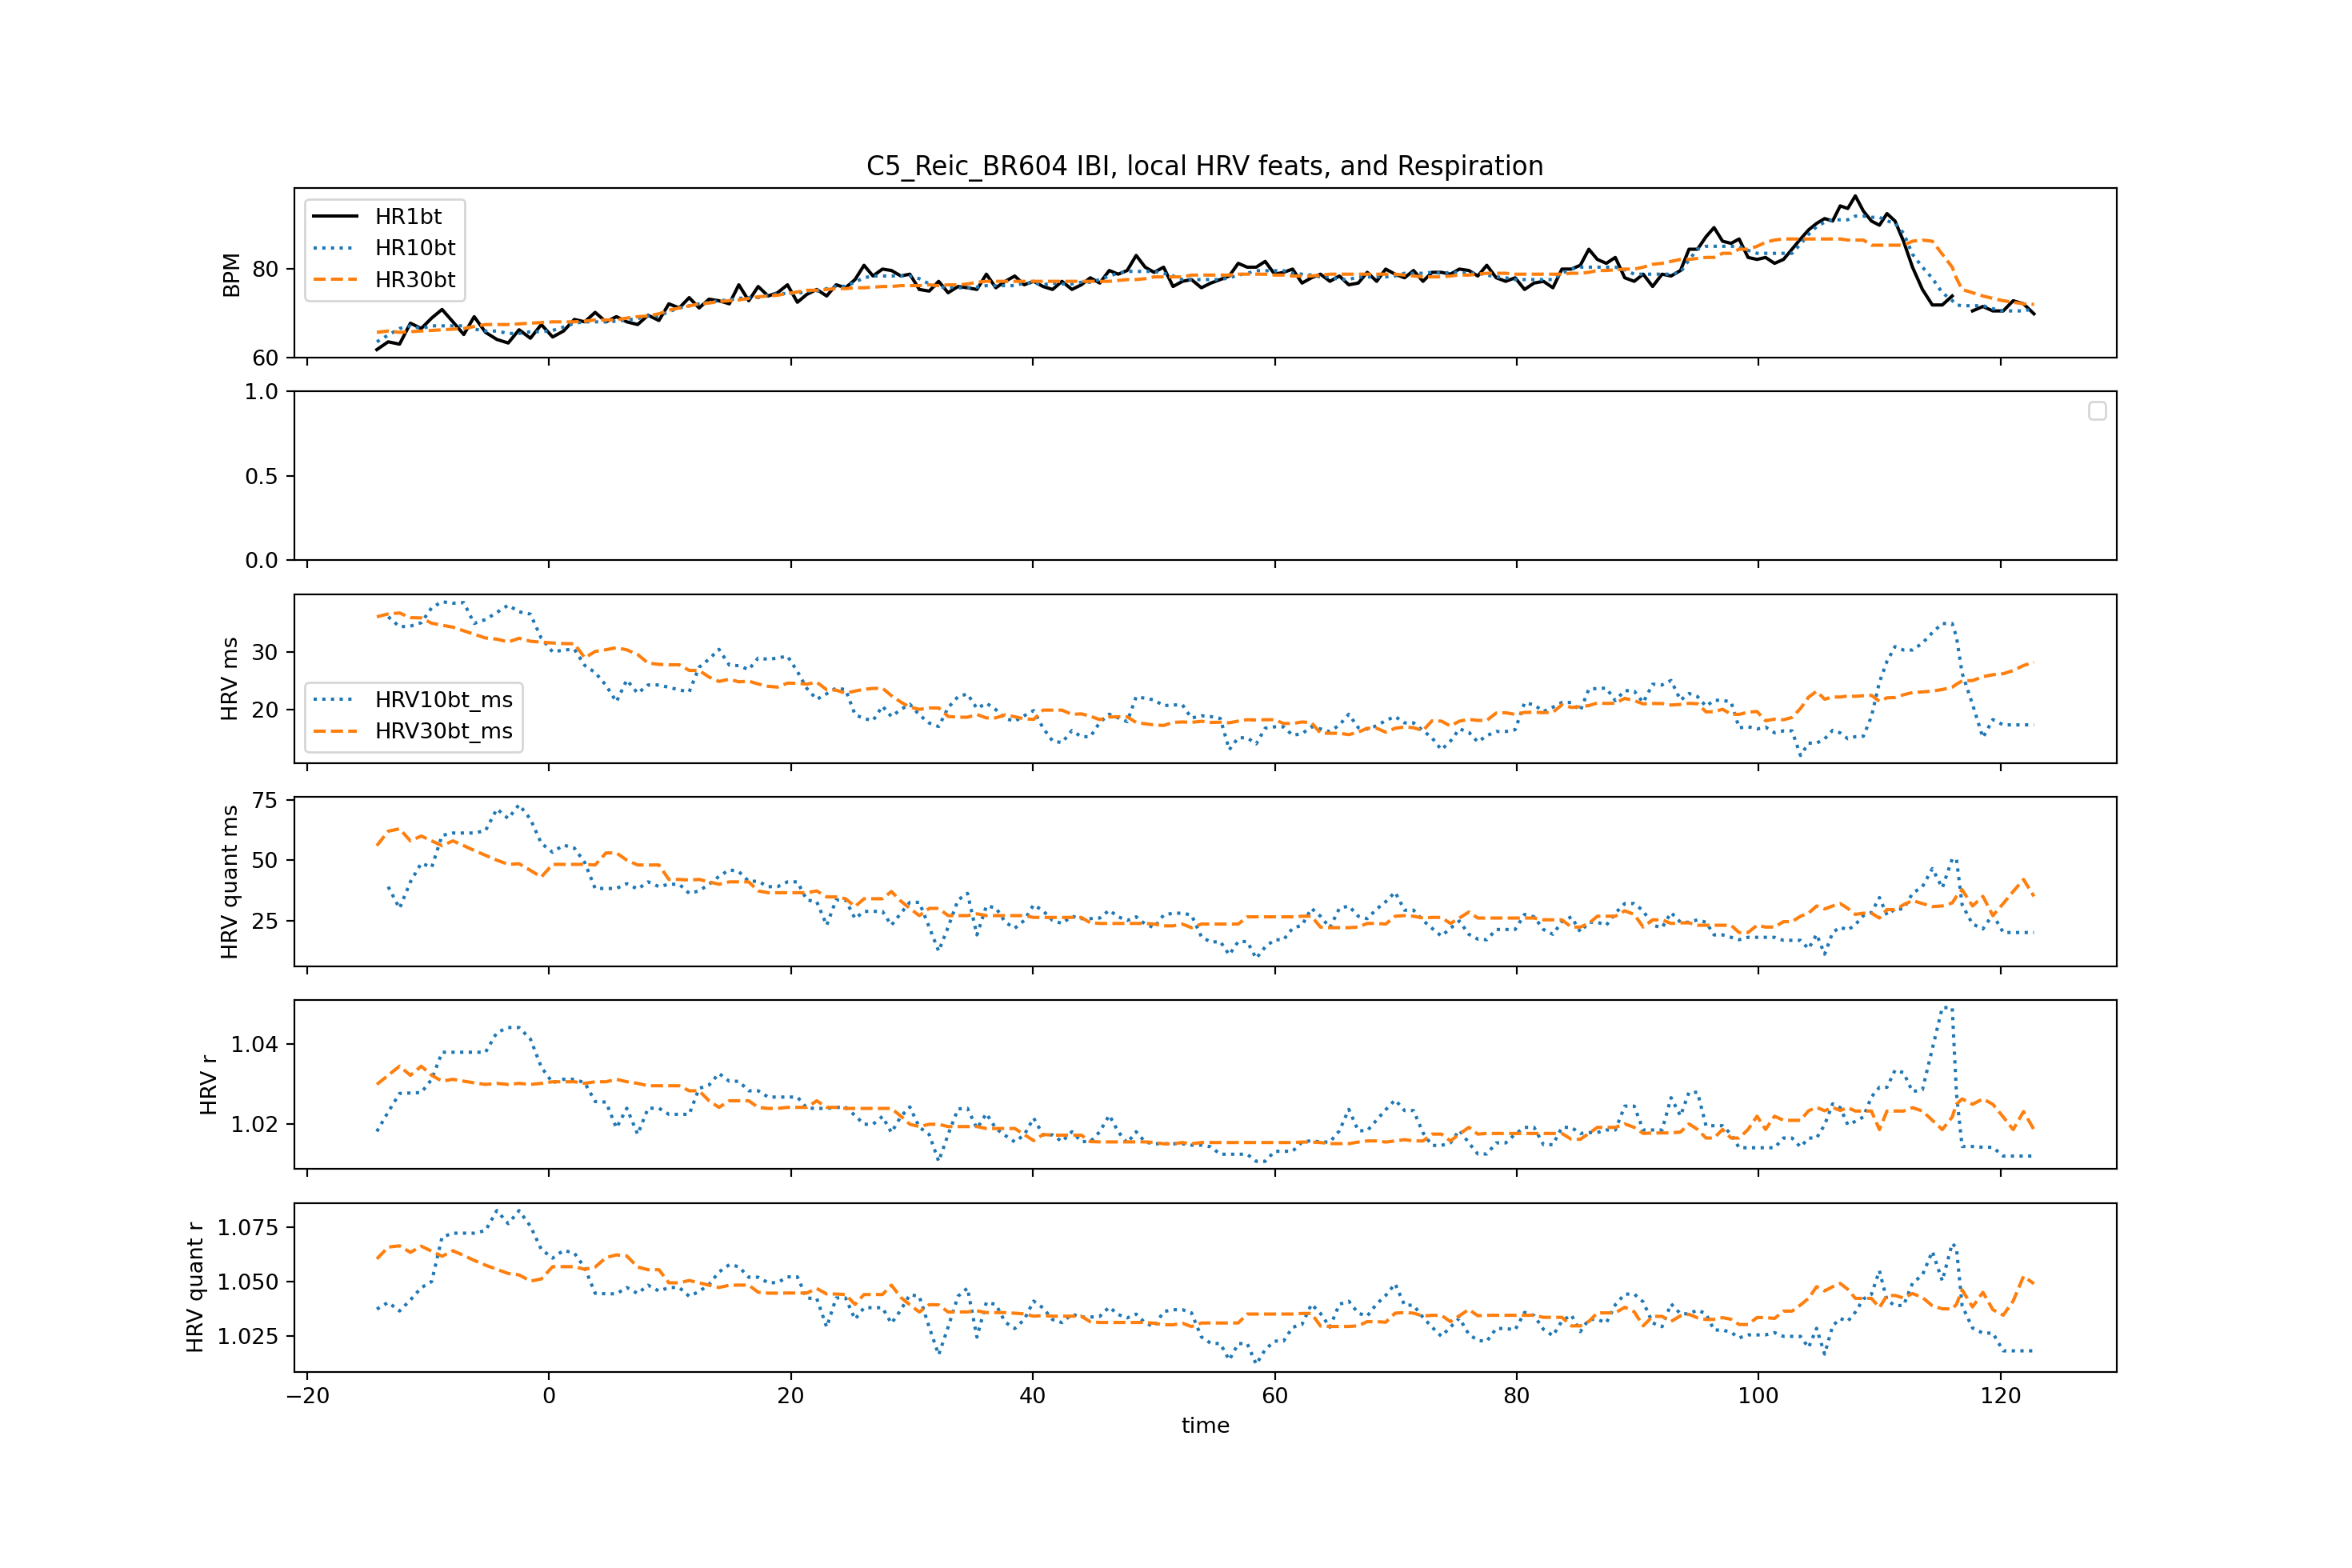 C5_Reic_BR604 IBI, local HRV feats, and Respiration
BPM
80
60
HR1bt
HR10bt
HR30bt
1.0
0.5
0.0
HRV ms
30
20
HRV10bt_ms
HRV30bt_ms
HRV quant ms
75
50
25
HRV r
1.04
1.02
HRV quant r
1.075
1.050
1.025
−20 0 20 40 60 80 100 120
time